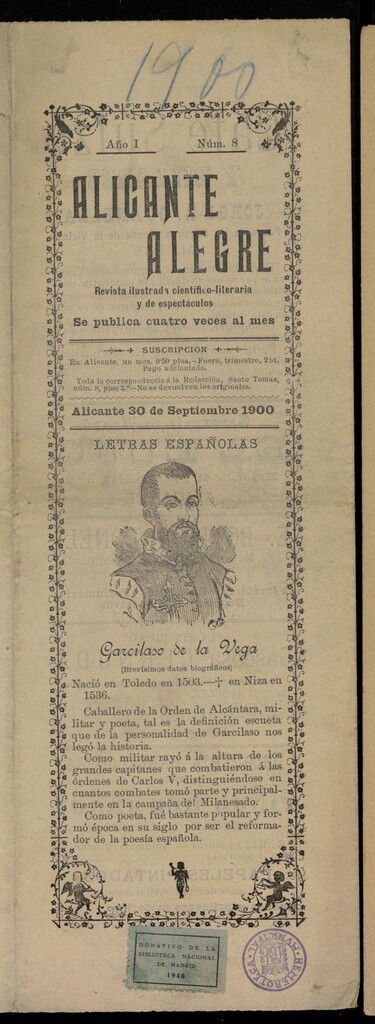 1900
Año I Núm. 8
ALICANTE
ALEGRE
Revista ilustrada científico-literaria
y de espectáculos
Se publica cuatro veces al mes
SUSCRIPCION
En Alicante, un mes, 0'50 ptas.-Fuera, trimestre, 2 id.
Pago adelantado.
Toda la correspondencia á la Redacción, Santo Tomas,
núm. 8, piso 2.º—No se devuelven los originales.
Alicante 30 de Septiembre 1900
LETRAS ESPAÑOLAS
Garcilaso de la Vega
(Brevísimos datos biográficos)
Nació en Toledo en 1503.—† en Niza en
1536.
Caballero de la Orden de Alcántara, mi-
litar y poeta, tal es la definición escueta
que de la personalidad de Garcilaso nos
legó la historia.
Como militar rayó á la altura de los
grandes capitanes que combatieron á las
órdenes de Carlos V, distinguiéndose en
cuantos combates tomó parte y principal-
mente en la campaña del Milanesado.
Como poeta, fué bastante popular y for-
mó época en su siglo por ser el reforma-
dor de la poesía española.
DONATIVO DE LA
BIBLIOTECA NACIONAL
DE MADRID
1940
HEMEROTECA MUNICIPAL